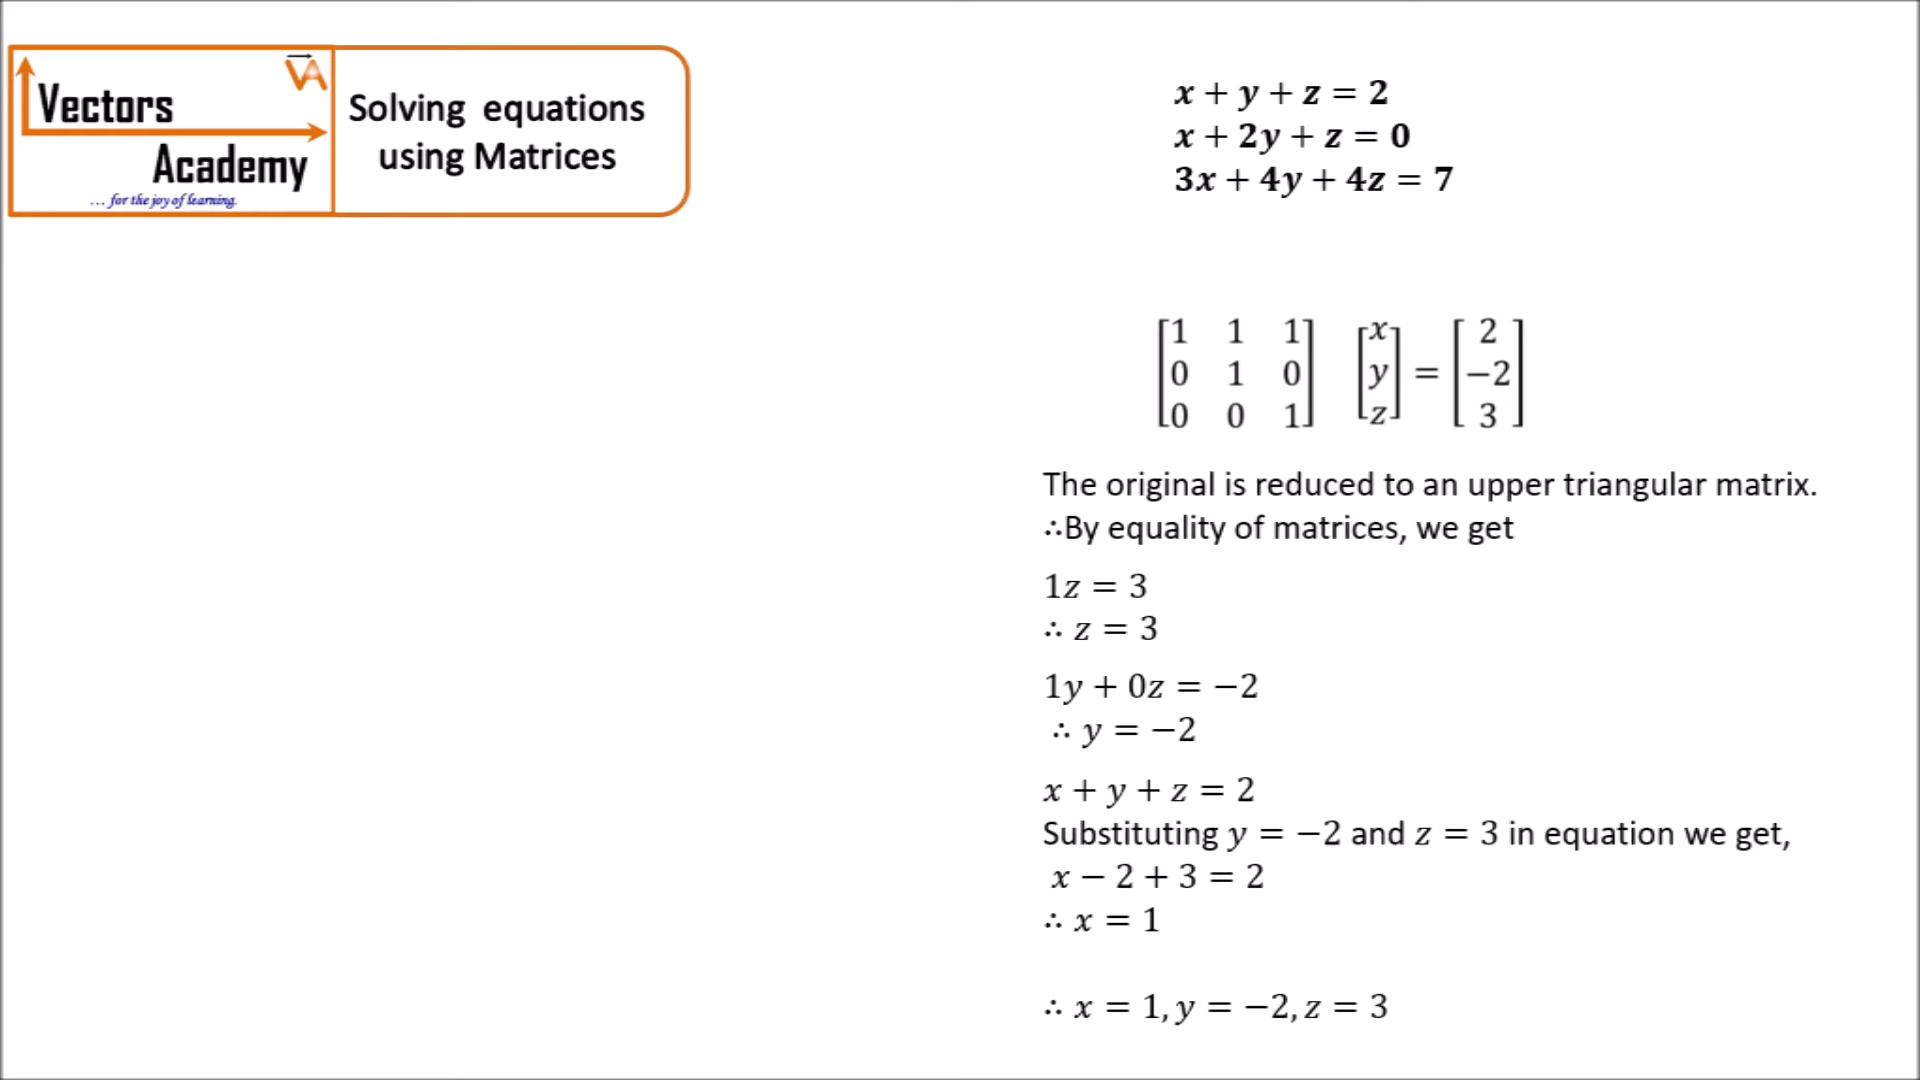 VA
Vectors
Academy
... for the joy of learning.
Solving equations
using Matrices
x + y + z = 2
x + 2y + z = 0
3x + 4y + 4z = 7
[1 1 1] [x] [2]
[0 1 0] [y] = [−2]
[0 0 1] [z] [3]
The original is reduced to an upper triangular matrix.
∴By equality of matrices, we get
1z = 3
∴ z = 3
1y + 0z = −2
∴ y = −2
x + y + z = 2
Substituting y = −2 and z = 3 in equation we get,
x − 2 + 3 = 2
∴ x = 1
∴ x = 1, y = −2, z = 3